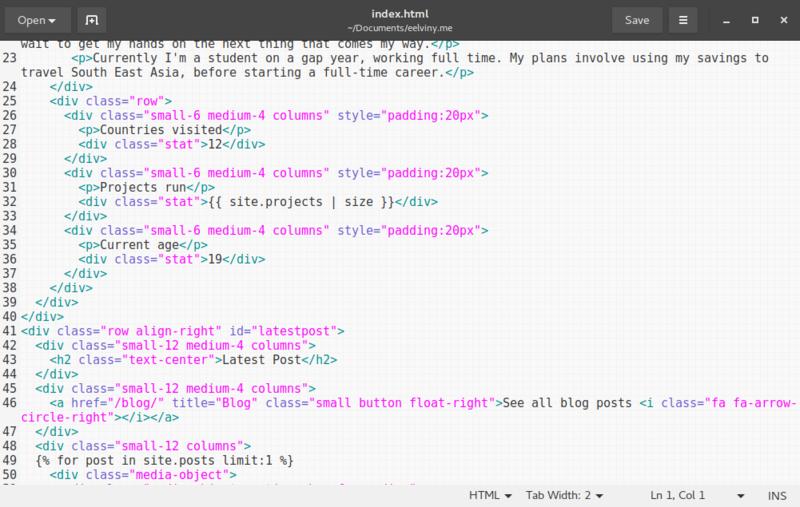 Open
index.html
~/Documents/eelviny.me
Save
wait to get my hands on the next thing that comes my way.</p>
23       <p>Currently I'm a student on a gap year, working full time. My plans involve using my savings to
travel South East Asia, before starting a full-time career.</p>
24    </div>
25    <div class="row">
26      <div class="small-6 medium-4 columns" style="padding:20px">
27        <p>Countries visited</p>
28        <div class="stat">12</div>
29      </div>
30      <div class="small-6 medium-4 columns" style="padding:20px">
31        <p>Projects run</p>
32        <div class="stat">{{ site.projects | size }}</div>
33      </div>
34      <div class="small-6 medium-4 columns" style="padding:20px">
35        <p>Current age</p>
36        <div class="stat">19</div>
37      </div>
38    </div>
39  </div>
40 </div>
41 <div class="row align-right" id="latestpost">
42  <div class="small-12 medium-4 columns">
43    <h2 class="text-center">Latest Post</h2>
44  </div>
45  <div class="small-12 medium-4 columns">
46    <a href="/blog/" title="Blog" class="small button float-right">See all blog posts <i class="fa fa-arrow-
circle-right"></i></a>
47  </div>
48  <div class="small-12 columns">
49  {% for post in site.posts limit:1 %}
50    <div class="media-object">
HTML Tab Width: 2 Ln 1, Col 1 INS